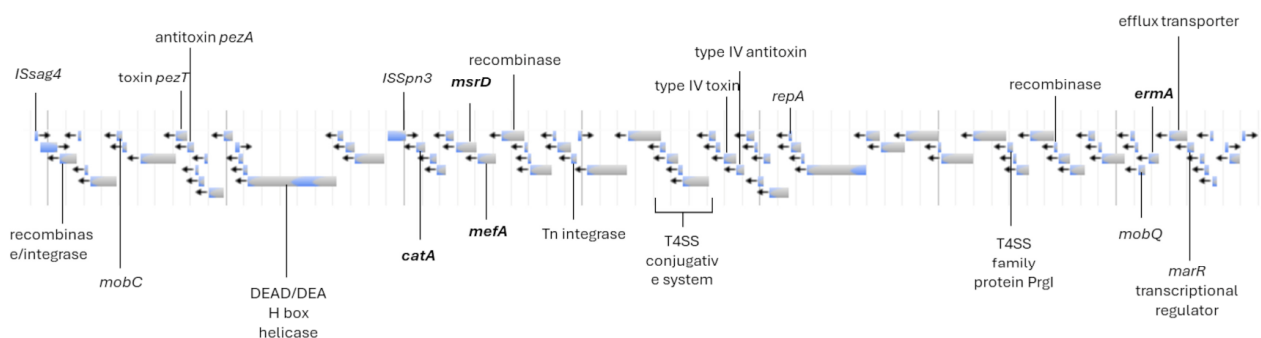 efflux transporter
antitoxin pezA
type IV antitoxin
recombinase
ISsag4
toxin pezT
ISSpn3
msrD
type IV toxin
repA
recombinase
ermA
recombinas
e/integrase
mobC
DEAD/DEA
H box
helicase
catA
mefA
Tn integrase
T4SS
conjugativ
e system
T4SS
family
protein PrgI
mobQ
marR
transcriptional
regulator